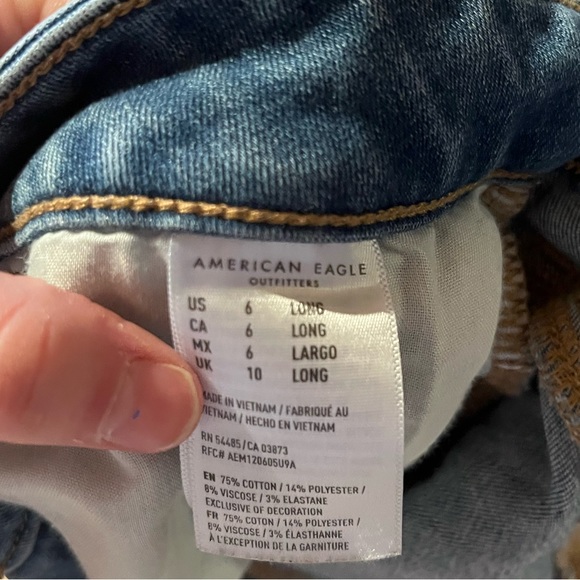 AMERICAN EAGLE
OUTFITTERS
US 6 LONG
CA 6 LONG
MX 6 LARGO
UK 10 LONG
MADE IN VIETNAM / FABRIQUÉ AU
VIETNAM / HECHO EN VIETNAM
RN 54485/CA 03873
RFC# AEM120605U9A
EN 75% COTTON / 14% POLYESTER /
8% VISCOSE / 3% ELASTANE
EXCLUSIVE OF DECORATION
FR 75% COTON / 14% POLYESTER /
8% VISCOSE / 3% ÉLASTHANNE
À L'EXCEPTION DE LA GARNITURE